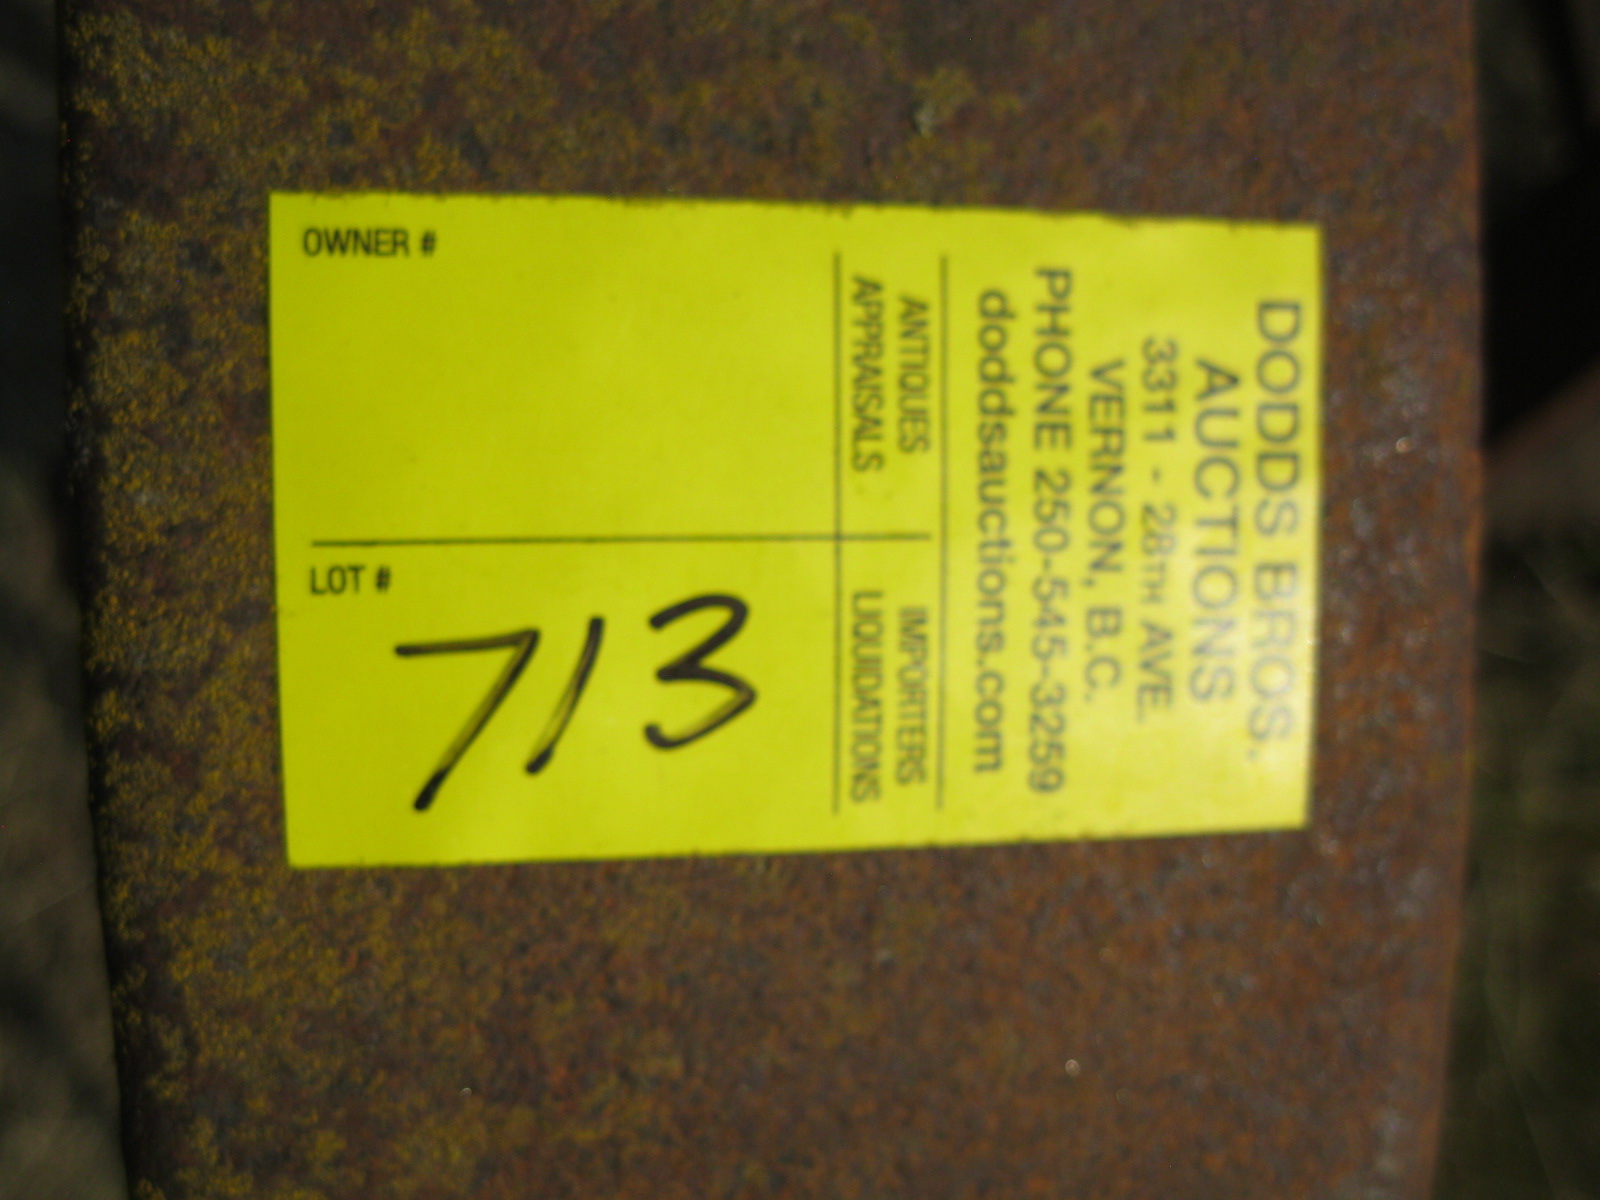 DODDS BROS.
AUCTIONS
3311 - 28TH AVE.
VERNON, B.C.
PHONE 250-545-3259
doddsauctions.com
ANTIQUES IMPORTERS
APPRAISALS LIQUIDATIONS
OWNER #
LOT #
713